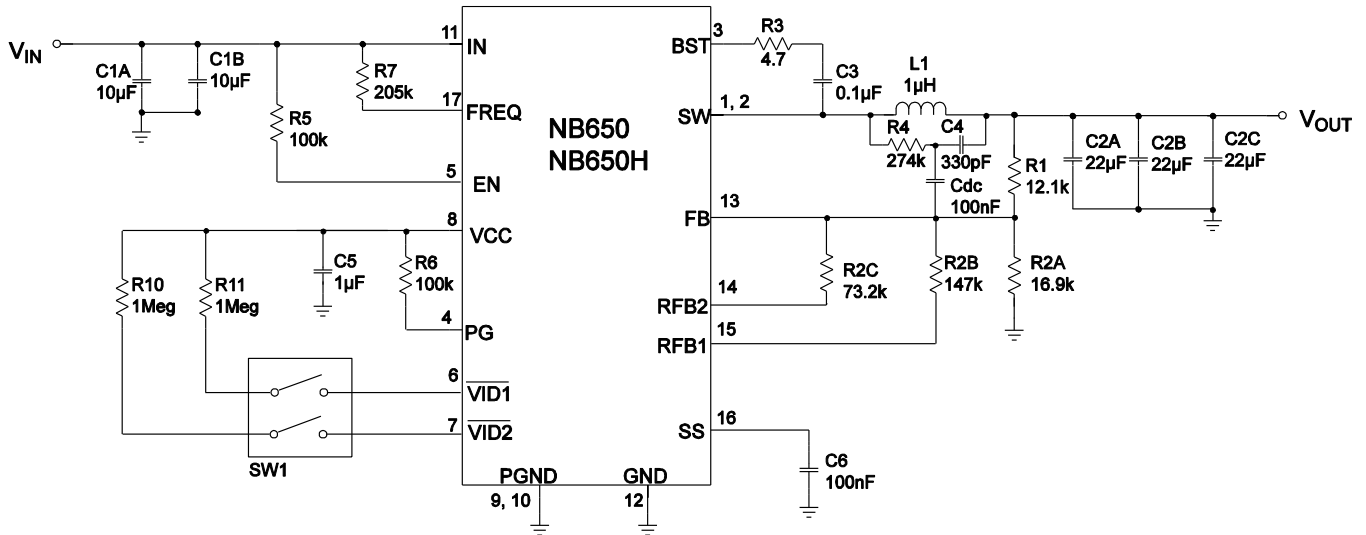 VIN
C1A
10µF
C1B
10µF
R5
100k
R7
205k
11
IN
17
FREQ
5
EN
8
VCC
R10
1Meg
R11
1Meg
C5
1µF
R6
100k
4
PG
6
VID1
7
VID2
SW1
NB650
NB650H
PGND
9, 10
GND
12
3
BST
R3
4.7
C3
0.1µF
1, 2
SW
L1
1µH
R4
274k
C4
330pF
Cdc
100nF
R1
12.1k
C2A
22µF
C2B
22µF
C2C
22µF
VOUT
13
FB
R2C
73.2k
R2B
147k
R2A
16.9k
14
RFB2
15
RFB1
16
SS
C6
100nF